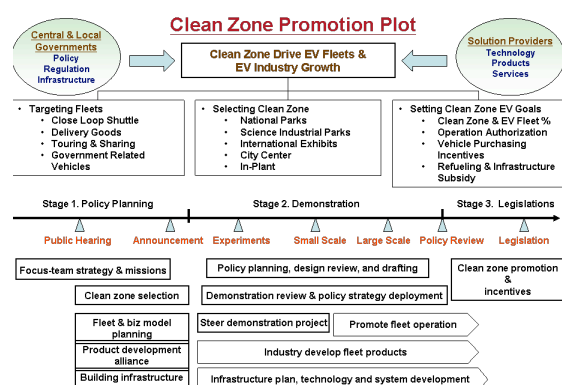 Clean Zone Promotion Plot
Central & Local
Governments
Policy
Regulation
Infrastructure
Clean Zone Drive EV Fleets &
EV Industry Growth
Solution Providers
Technology
Products
Services
• Targeting Fleets
• Close Loop Shuttle
• Delivery Goods
• Touring & Sharing
• Government Related
Vehicles
• Selecting Clean Zone
• National Parks
• Science Industrial Parks
• International Exhibits
• City Center
• In-Plant
• Setting Clean Zone EV Goals
• Clean Zone & EV Fleet %
• Operation Authorization
• Vehicle Purchasing
Incentives
• Refueling & Infrastructure
Subsidy
Stage 1. Policy Planning
Stage 2. Demonstration
Stage 3. Legislations
Public Hearing
Announcement
Experiments
Small Scale
Large Scale
Policy Review
Legislation
Focus-team strategy & missions
Policy planning, design review, and drafting
Clean zone promotion
&
incentives
Clean zone selection
Demonstration review & policy strategy deployment
Fleet & biz model
planning
Steer demonstration project
Promote fleet operation
Product development
alliance
Industry develop fleet products
Building infrastructure
Infrastructure plan, technology and system development